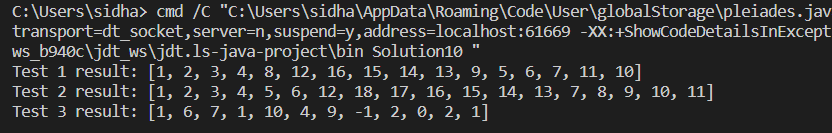 C:\Users\sidha> cmd /C "C:\Users\sidha\AppData\Roaming\Code\User\globalStorage\pleiades.jav
transport=dt_socket,server=n,suspend=y,address=localhost:61669 -XX:+ShowCodeDetailsInExcept
ws_b940c\jdt_ws\jdt.ls-java-project\bin Solution10 "
Test 1 result: [1, 2, 3, 4, 8, 12, 16, 15, 14, 13, 9, 5, 6, 7, 11, 10]
Test 2 result: [1, 2, 3, 4, 5, 6, 12, 18, 17, 16, 15, 14, 13, 7, 8, 9, 10, 11]
Test 3 result: [1, 6, 7, 1, 10, 4, 9, -1, 2, 0, 2, 1]